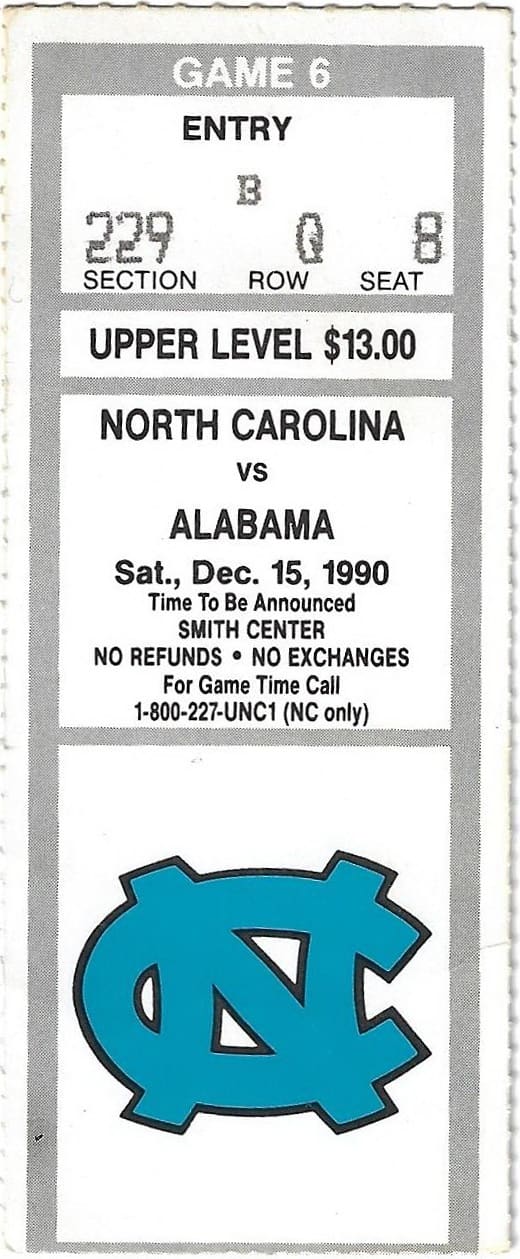 GAME 6
ENTRY
B
229 Q 8
SECTION ROW SEAT
UPPER LEVEL $13.00
NORTH CAROLINA
VS
ALABAMA
Sat., Dec. 15, 1990
Time To Be Announced
SMITH CENTER
NO REFUNDS • NO EXCHANGES
For Game Time Call
1-800-227-UNC1 (NC only)
NC